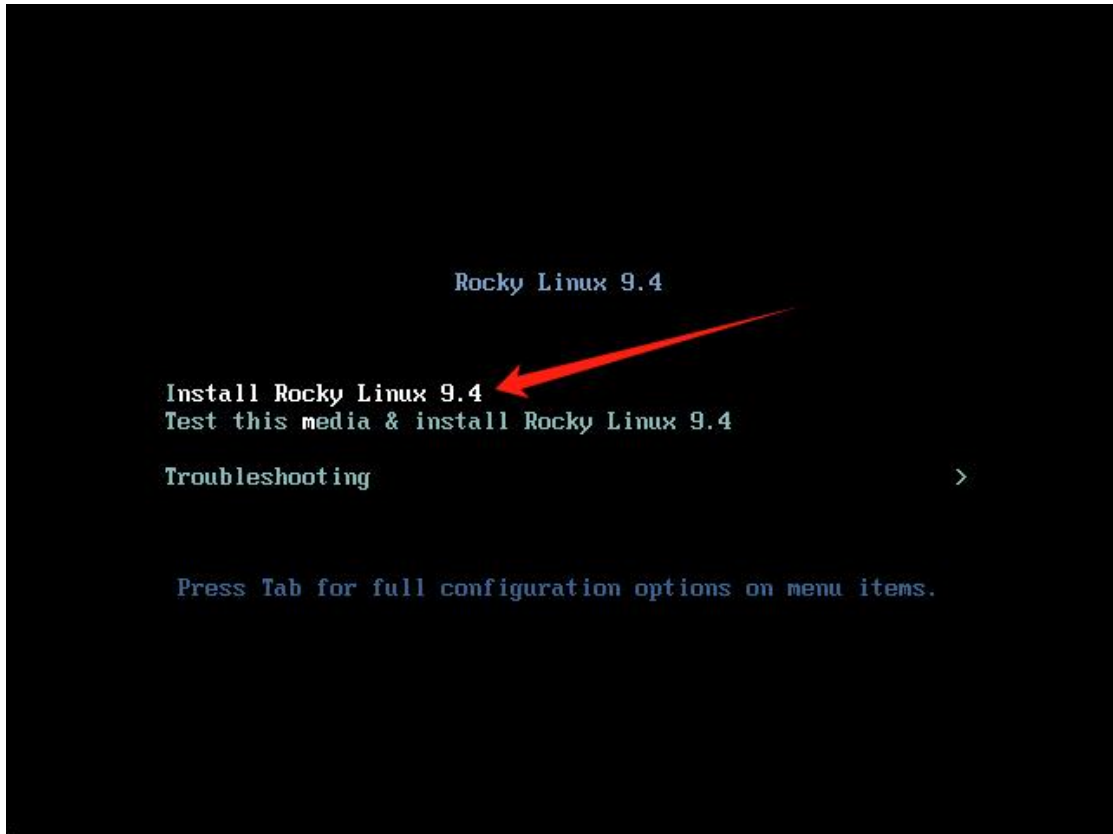 Rocky Linux 9.4
Install Rocky Linux 9.4
Test this media & install Rocky Linux 9.4
Troubleshooting >
Press Tab for full configuration options on menu items.